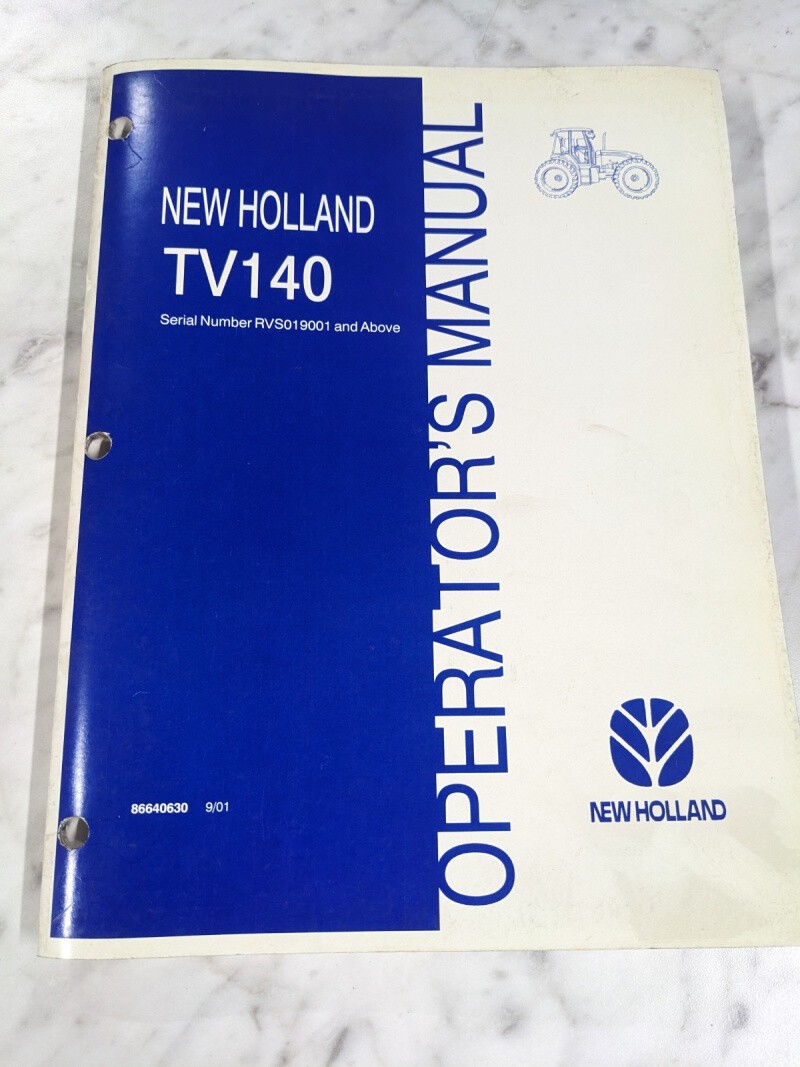 NEW HOLLAND
TV140
Serial Number RVS019001 and Above
86640630 9/01
OPERATOR'S MANUAL
NEW HOLLAND